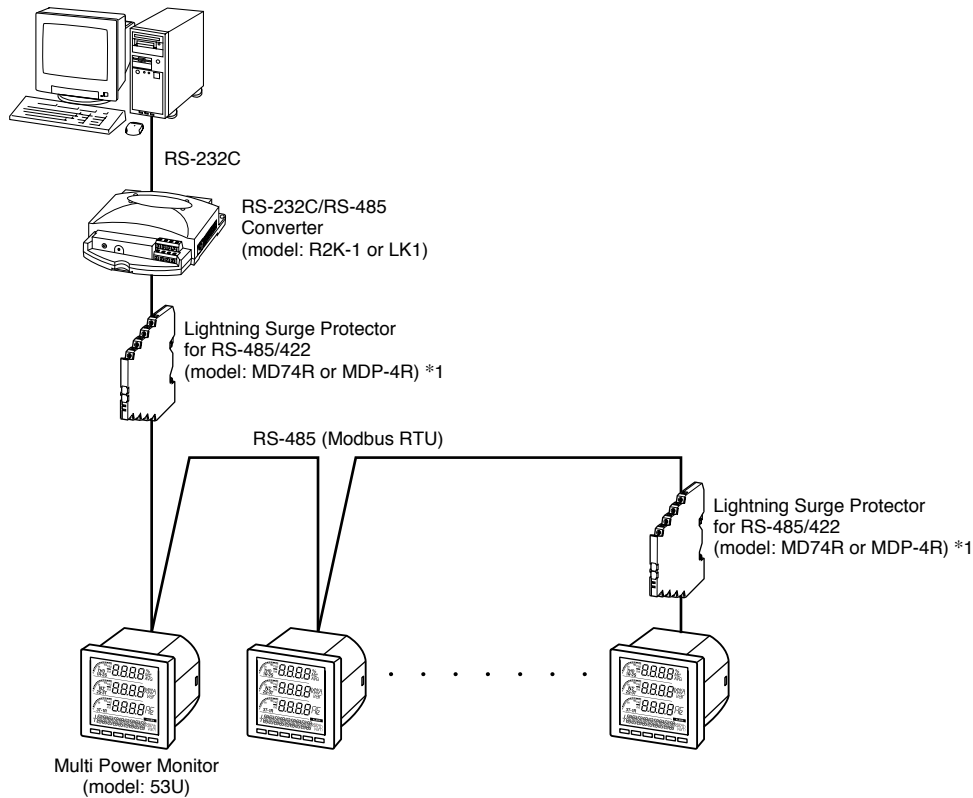 RS-232C
RS-232C/RS-485
Converter
(model: R2K-1 or LK1)
Lightning Surge Protector
for RS-485/422
(model: MD74R or MDP-4R) *1
RS-485 (Modbus RTU)
Lightning Surge Protector
for RS-485/422
(model: MD74R or MDP-4R) *1
Multi Power Monitor
(model: 53U)